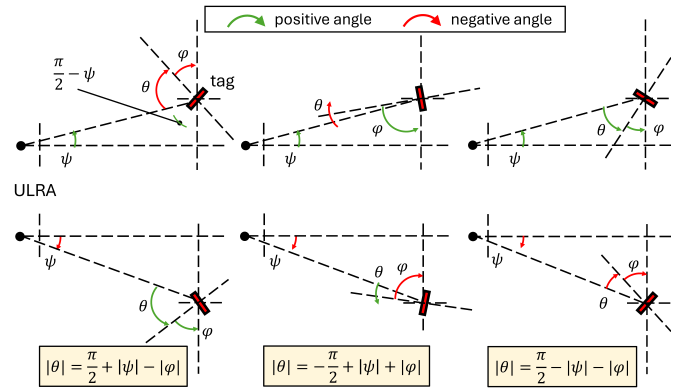 positive angle negative angle
φ φ
π/2 − ψ θ tag θ θ φ
ψ ψ ψ
ULRA
ψ ψ ψ
θ φ θ φ θ φ
|θ| = π/2 + |ψ| − |φ| |θ| = −π/2 + |ψ| + |φ| |θ| = π/2 − |ψ| − |φ|